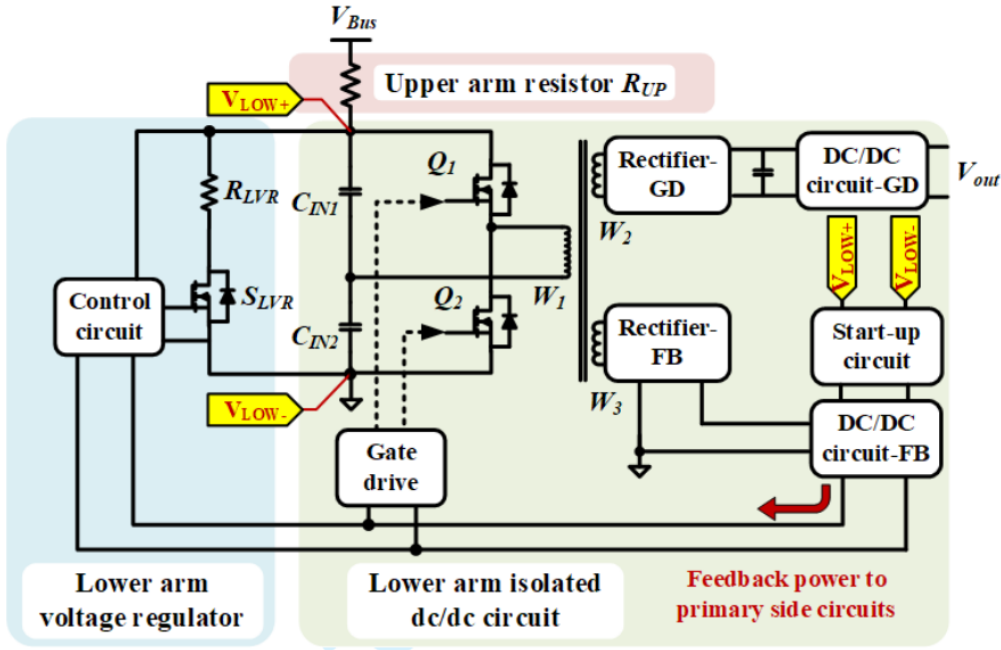 V_Bus
Upper arm resistor R_UP
V_LOW+
R_LVR
S_LVR
Control
circuit
V_LOW-
Lower arm
voltage regulator
C_IN1
C_IN2
Q_1
Q_2
Gate
drive
W_1
W_2
W_3
Rectifier-
GD
Rectifier-
FB
DC/DC
circuit-GD
V_out
V_LOW+
V_LOW-
Start-up
circuit
DC/DC
circuit-FB
Lower arm isolated
dc/dc circuit
Feedback power to
primary side circuits